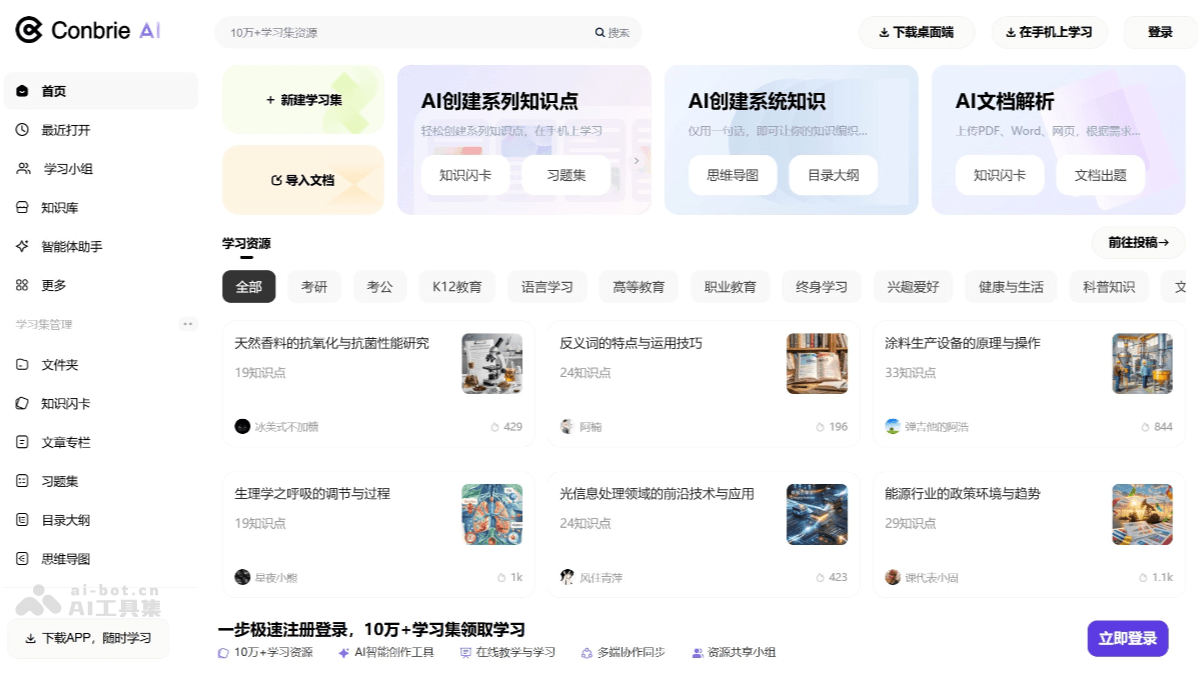 Conbrie AI
10万+学习集资源
搜索
下载桌面端
在手机上学习
登录
首页
最近打开
学习小组
知识库
智能体助手
更多
学习集管理
文件夹
知识闪卡
文章专栏
习题集
目录大纲
思维导图
ai-bot.cn
AI工具集
下载APP，随时学习
+ 新建学习集
导入文档
AI创建系列知识点
轻松创建系列知识点，在手机上学习
知识闪卡
习题集
AI创建系统知识
仅用一句话，即可让你的知识编织...
思维导图
目录大纲
AI文档解析
上传PDF、Word、网页，根据需求...
知识闪卡
文档出题
学习资源
前往投稿→
全部
考研
考公
K12教育
语言学习
高等教育
职业教育
终身学习
兴趣爱好
健康与生活
科普知识
文
天然香料的抗氧化与抗菌性能研究
19知识点
冰美式不加糖
429
反义词的特点与运用技巧
24知识点
阿楠
196
涂料生产设备的原理与操作
33知识点
弹吉他的阿浩
844
生理学之呼吸的调节与过程
19知识点
星夜小熊
1k
光信息处理领域的前沿技术与应用
24知识点
风住青萍
423
能源行业的政策环境与趋势
29知识点
课代表小周
1.1k
一步极速注册登录，10万+学习集领取学习
10万+学习资源
AI智能创作工具
在线教学与学习
多端协作同步
资源共享小组
立即登录